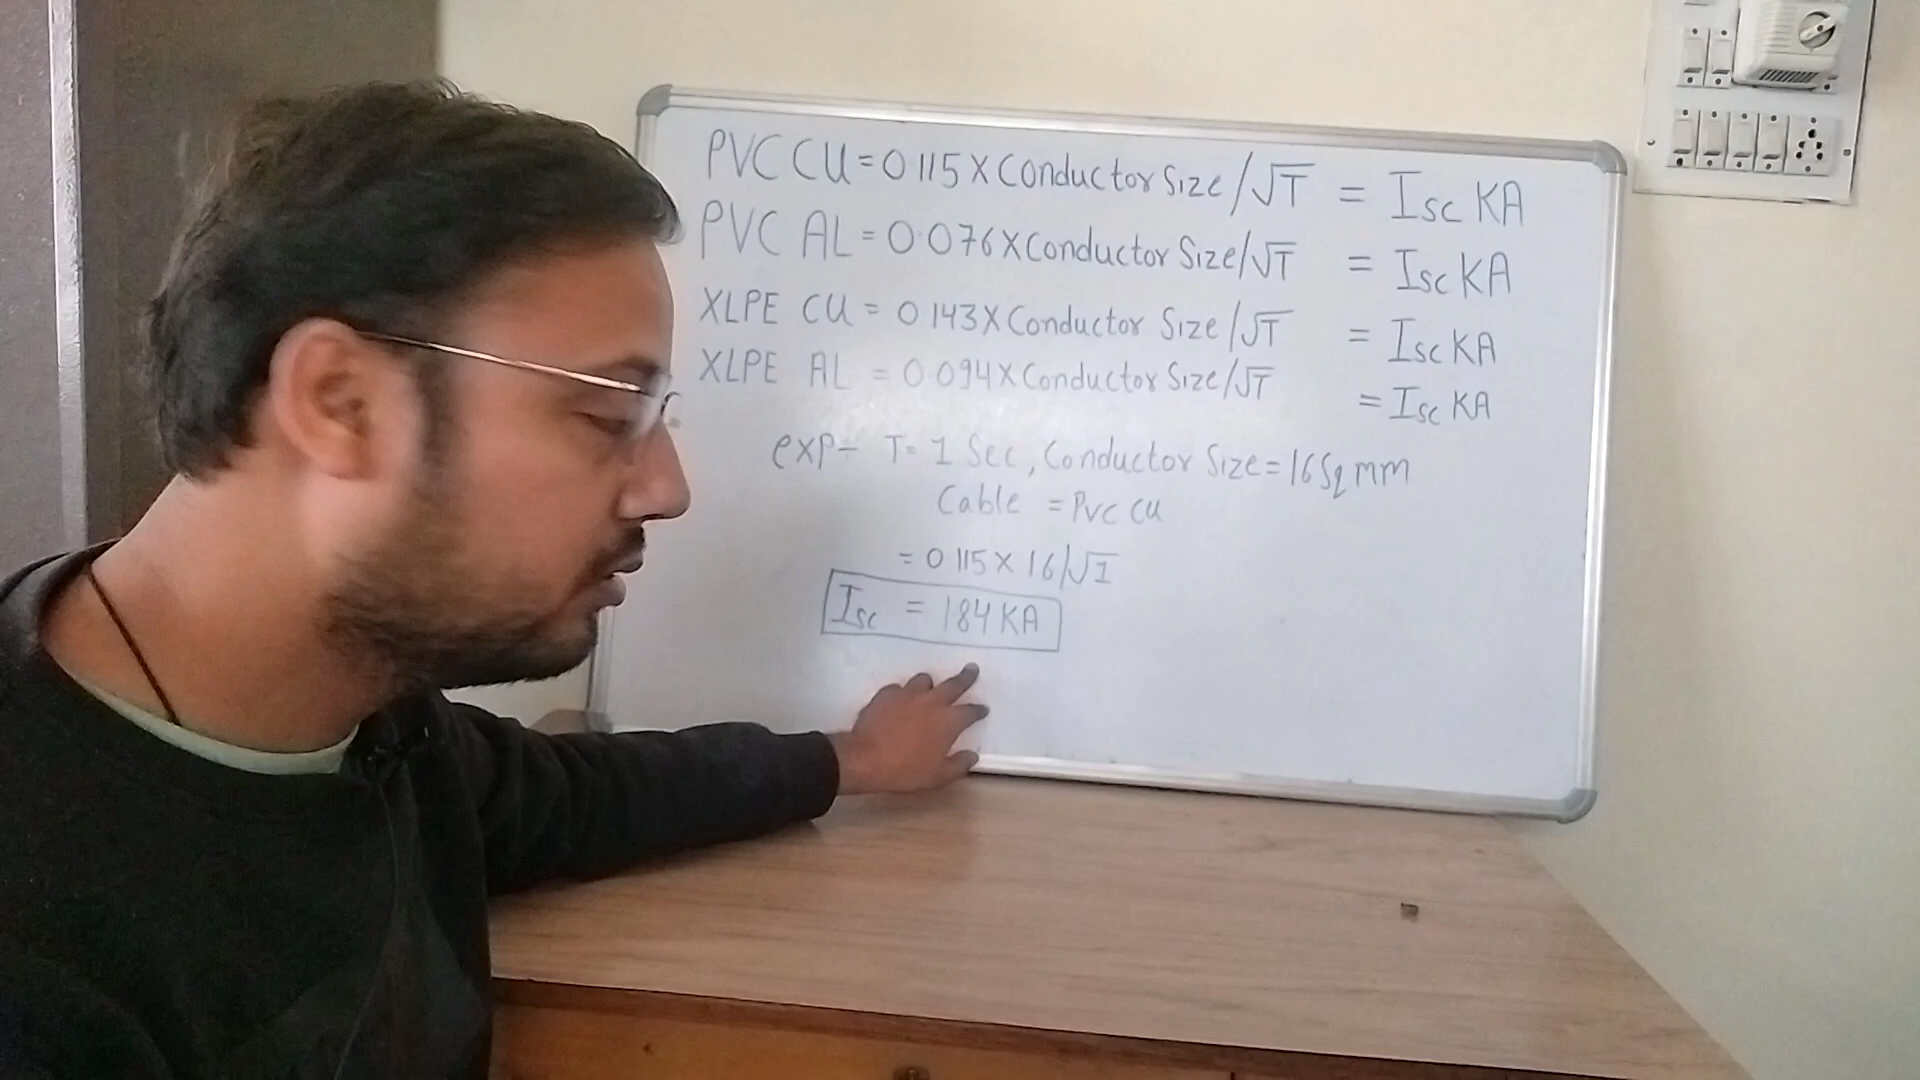 PVC CU = 0.115 X Conductor Size / √T = Isc KA
PVC AL = 0.076 X Conductor Size / √T = Isc KA
XLPE CU = 0.143 X Conductor Size / √T = Isc KA
XLPE AL = 0.094 X Conductor Size / √T = Isc KA
exp- T= 1 Sec, Conductor Size = 16 Sq mm
Cable = PVC CU
= 0.115 X 16 / √1
Isc = 184 KA